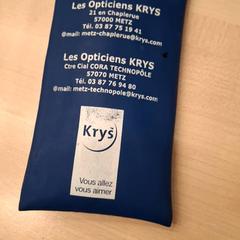 Les Opticiens KRYS
21 en Chaplerue
57000 METZ
Tél. 03 87 75 19 41
@mail: metz-chaplerue@krys.com
Les Opticiens KRYS
Ctre Cial CORA TECHNOPÔLE
57070 METZ
Tél. 03 87 76 94 80
@mail: metz-technopole@krys.com
Krys
Vous allez
vous aimer